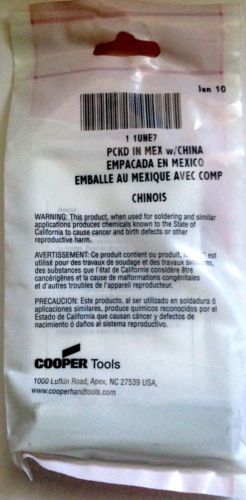 Jan 10
1 1UNE7
PCKD IN MEX w/CHINA
EMPACADA EN MEXICO
EMBALLE AU MEXIQUE AVEC COMP
CHINOIS
WARNING: This product, when used for soldering and similar
applications produces chemicals known to the State of
California to cause cancer and birth defects or other
reproductive harm.
AVERTISSEMENT: Ce produit contient ou produit, lorsqu'il est
utilisé pour des travaux de soudage et des travaux similaires,
des substances que l'état de Californie considère être
cancérigènes et la cause de malformations congénitales
et d'autres troubles de l'appareil reproducteur.
PRECAUCION: Este producto, al ser utilizado en soldadura ó
aplicaciones similares, produce químicos reconocidos por el
Estado de California que causan cáncer y defectos de
nacimiento ó daños al sistema reproductivo.
COOPER Tools
1000 Lufkin Road, Apex, NC 27539 USA,
www.cooperhandtools.com